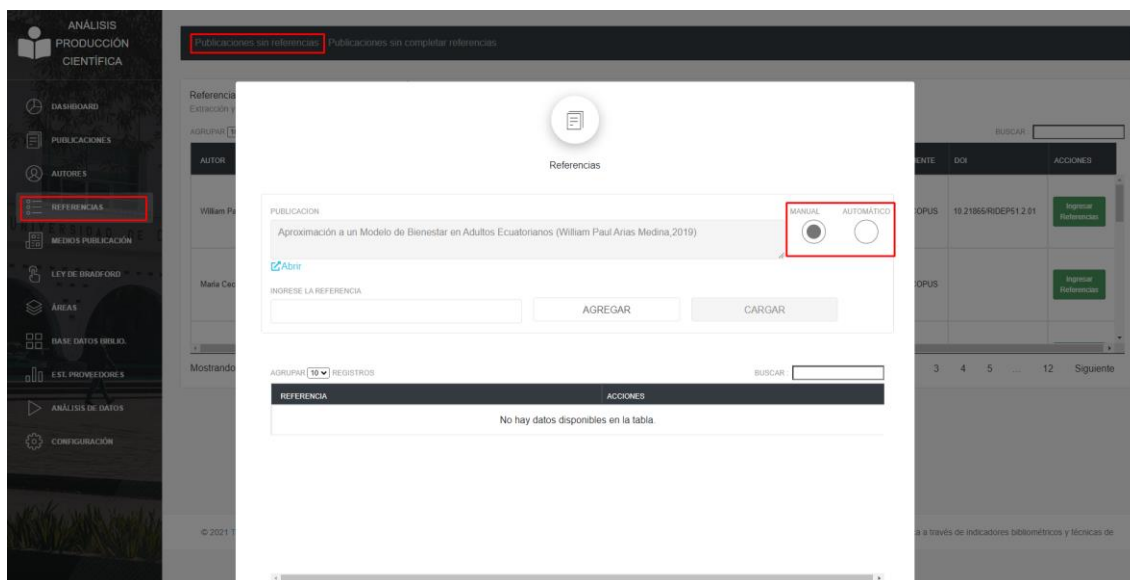 ANÁLISIS
PRODUCCIÓN
CIENTÍFICA
DASHBOARD
PUBLICACIONES
AUTORES
REFERENCIAS
MEDIOS PUBLICACIÓN
LEY DE BRADFORD
ÁREAS
BASE DATOS BIBLIO.
EST. PROVEEDORES
ANÁLISIS DE DATOS
CONFIGURACIÓN
Publicaciones sin referencias Publicaciones sin completar referencias
Referencia
Extracción y
AGRUPAR
BUSCAR:
AUTOR
DOI ACCIONES
William Pa
OPUS 10.21865/RIDEP51.2.01 Ingresar
Referencias
Maria Cec
OPUS Ingresar
Referencias
Mostrando
3 4 5 ... 12 Siguiente
Referencias
PUBLICACION MANUAL AUTOMÁTICO
Aproximación a un Modelo de Bienestar en Adultos Ecuatorianos (William Paul Arias Medina,2019)
Abrir
INGRESE LA REFERENCIA
AGREGAR CARGAR
AGRUPAR 10 REGISTROS BUSCAR:
REFERENCIA ACCIONES
No hay datos disponibles en la tabla.
© 2021 T
a a través de indicadores bibliométricos y técnicas de